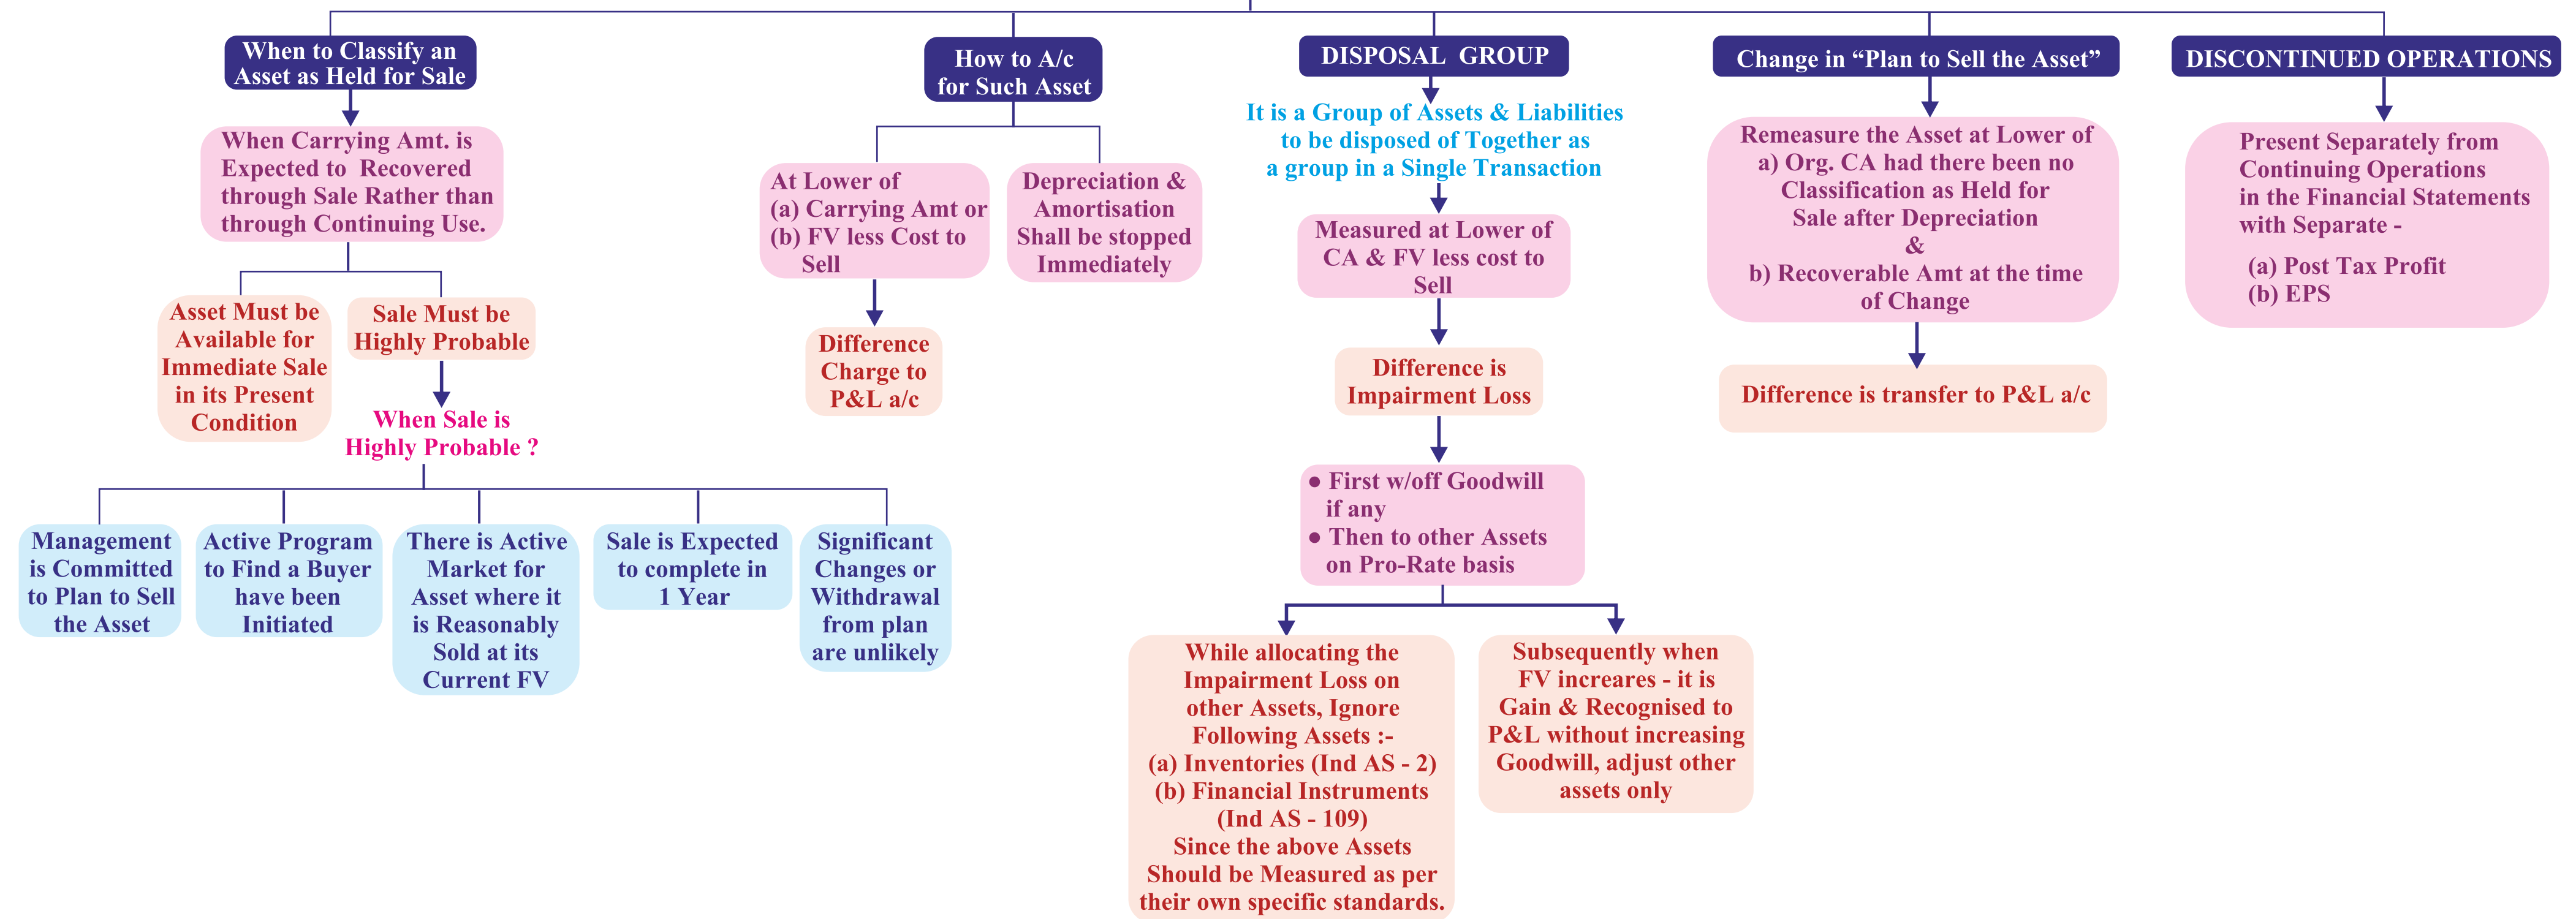 When to Classify an
Asset as Held for Sale
When Carrying Amt. is
Expected to Recovered
through Sale Rather than
through Continuing Use.
Asset Must be
Available for
Immediate Sale
in its Present
Condition
Sale Must be
Highly Probable
When Sale is
Highly Probable ?
Management
is Committed
to Plan to Sell
the Asset
Active Program
to Find a Buyer
have been
Initiated
There is Active
Market for
Asset where it
is Reasonably
Sold at its
Current FV
Sale is Expected
to complete in
1 Year
Significant
Changes or
Withdrawal
from plan
are unlikely
How to A/c
for Such Asset
At Lower of
(a) Carrying Amt or
(b) FV less Cost to
Sell
Difference
Charge to
P&L a/c
Depreciation &
Amortisation
Shall be stopped
Immediately
DISPOSAL GROUP
It is a Group of Assets & Liabilities
to be disposed of Together as
a group in a Single Transaction
Measured at Lower of
CA & FV less cost to
Sell
Difference is
Impairment Loss
● First w/off Goodwill
if any
● Then to other Assets
on Pro-Rate basis
While allocating the
Impairment Loss on
other Assets, Ignore
Following Assets :-
(a) Inventories (Ind AS - 2)
(b) Financial Instruments
(Ind AS - 109)
Since the above Assets
Should be Measured as per
their own specific standards.
Subsequently when
FV increares - it is
Gain & Recognised to
P&L without increasing
Goodwill, adjust other
assets only
Change in “Plan to Sell the Asset”
Remeasure the Asset at Lower of
a) Org. CA had there been no
Classification as Held for
Sale after Depreciation
&
b) Recoverable Amt at the time
of Change
Difference is transfer to P&L a/c
DISCONTINUED OPERATIONS
Present Separately from
Continuing Operations
in the Financial Statements
with Separate -
(a) Post Tax Profit
(b) EPS